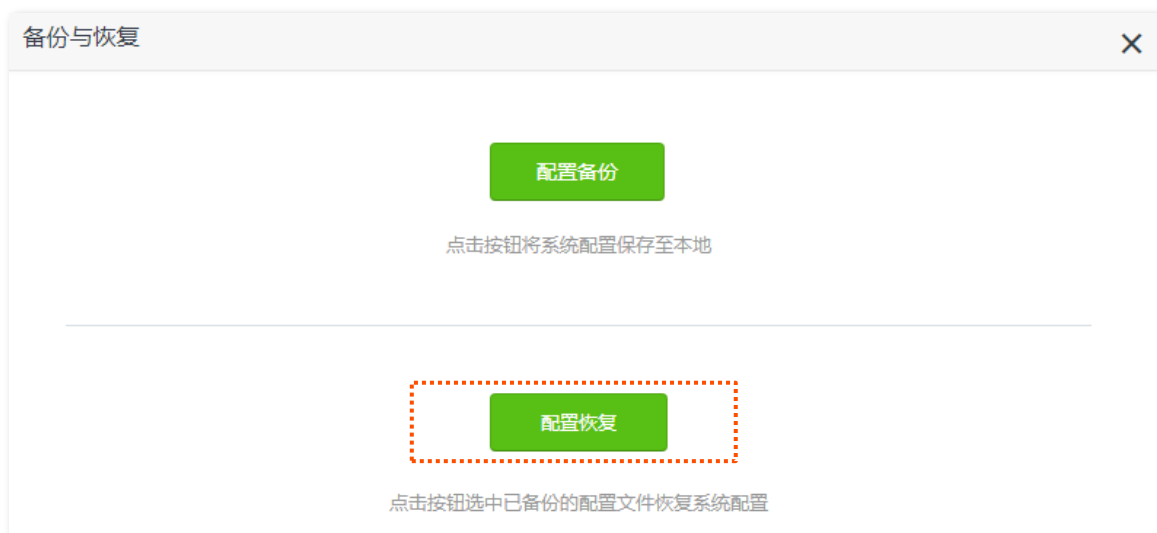 备份与恢复
配置备份
点击按钮将系统配置保存至本地
配置恢复
点击按钮选中已备份的配置文件恢复系统配置